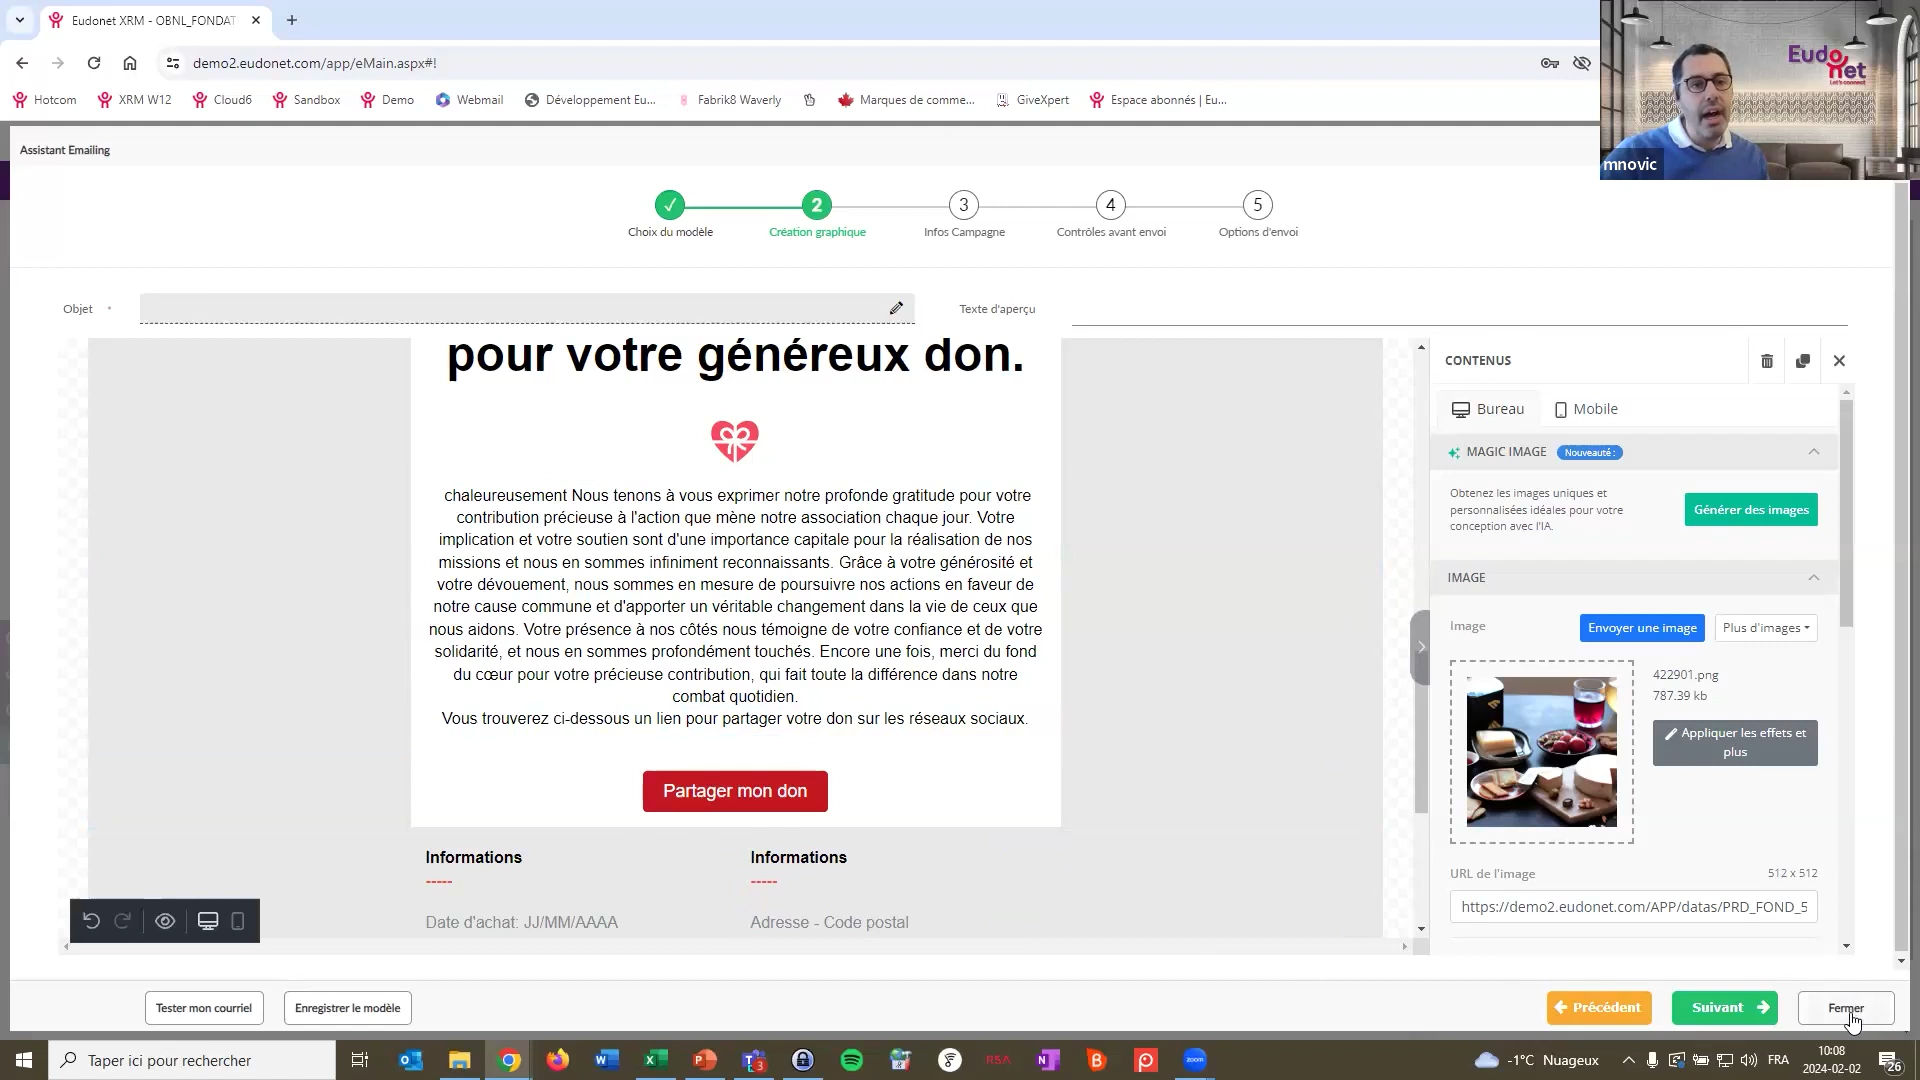 Eudonet XRM - OBNL_FONDAT
demo2.eudonet.com/app/eMain.aspx#!
Hotcom
XRM W12
Cloud6
Sandbox
Demo
Webmail
Développement Eu...
Fabrik8 Waverly
Marques de comme...
GiveXpert
Espace abonnés | Eu...
Eudonet
Let's connect
mnovic
Assistant Emailing
✓
2
3
4
5
Choix du modèle
Création graphique
Infos Campagne
Contrôles avant envoi
Options d'envoi
Objet
Texte d'aperçu
pour votre généreux don.
chaleureusement Nous tenons à vous exprimer notre profonde gratitude pour votre
contribution précieuse à l'action que mène notre association chaque jour. Votre
implication et votre soutien sont d'une importance capitale pour la réalisation de nos
missions et nous en sommes infiniment reconnaissants. Grâce à votre générosité et
votre dévouement, nous sommes en mesure de poursuivre nos actions en faveur de
notre cause commune et d'apporter un véritable changement dans la vie de ceux que
nous aidons. Votre présence à nos côtés nous témoigne de votre confiance et de votre
solidarité, et nous en sommes profondément touchés. Encore une fois, merci du fond
du cœur pour votre précieuse contribution, qui fait toute la différence dans notre
combat quotidien.
Vous trouverez ci-dessous un lien pour partager votre don sur les réseaux sociaux.
Partager mon don
Informations
-----
Date d'achat: JJ/MM/AAAA
Informations
-----
Adresse - Code postal
CONTENUS
Bureau
Mobile
MAGIC IMAGE
Nouveauté :
Obtenez les images uniques et
personnalisées idéales pour votre
conception avec l'IA.
Générer des images
IMAGE
Image
Envoyer une image
Plus d'images
422901.png
787.39 kb
Appliquer les effets et
plus
URL de l'image
512 x 512
https://demo2.eudonet.com/APP/datas/PRD_FOND_5
Tester mon courriel
Enregistrer le modèle
Précédent
Suivant
Fermer
Taper ici pour rechercher
RSA
zoom
-1°C Nuageux
FRA
10:08
2024-02-02
26